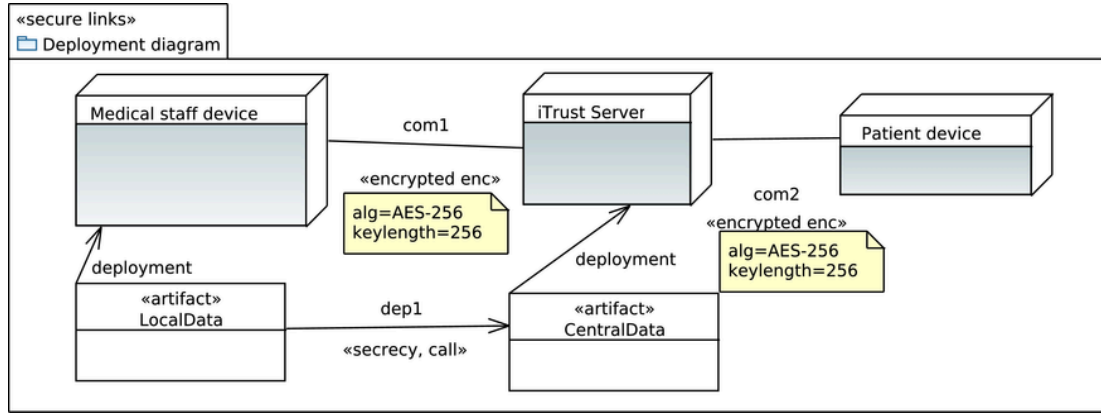 «secure links»
Deployment diagram
Medical staff device
iTrust Server
Patient device
com1
«encrypted enc»
alg=AES-256
keylength=256
com2
«encrypted enc»
alg=AES-256
keylength=256
deployment
deployment
«artifact»
LocalData
dep1
«secrecy, call»
«artifact»
CentralData